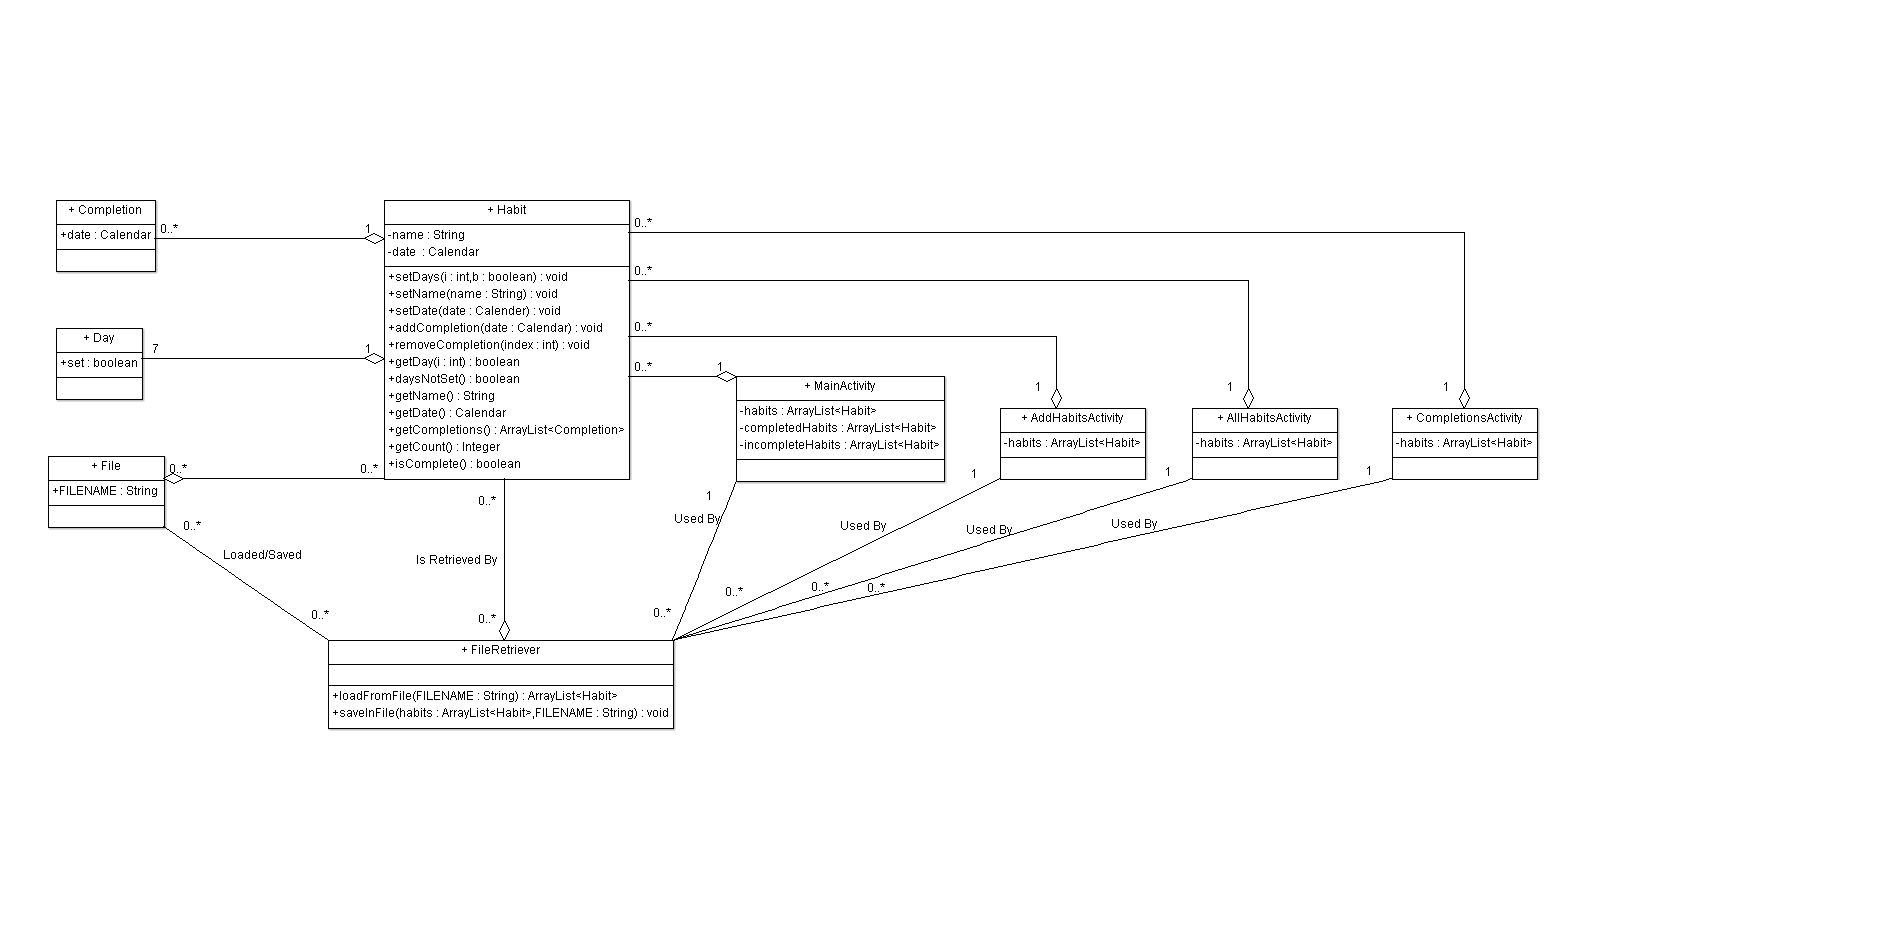 + Completion
+date : Calendar
0..*
1
+ Habit
-name : String
-date : Calendar
+setDays(i : int,b : boolean) : void
+setName(name : String) : void
+setDate(date : Calender) : void
+addCompletion(date : Calendar) : void
+removeCompletion(index : int) : void
+getDay(i : int) : boolean
+daysNotSet() : boolean
+getName() : String
+getDate() : Calendar
+getCompletions() : ArrayList<Completion>
+getCount() : Integer
+isComplete() : boolean
0..*
0..*
0..*
0..*
1
+ Day
+set : boolean
7
1
+ MainActivity
-habits : ArrayList<Habit>
-completedHabits : ArrayList<Habit>
-incompleteHabits : ArrayList<Habit>
1
+ AddHabitsActivity
-habits : ArrayList<Habit>
1
+ AllHabitsActivity
-habits : ArrayList<Habit>
1
+ CompletionsActivity
-habits : ArrayList<Habit>
+ File
+FILENAME : String
0..*
0..*
0..*
Loaded/Saved
0..*
0..*
Is Retrieved By
0..*
1
Used By
0..*
1
Used By
0..*
1
Used By
0..*
1
Used By
0..*
+ FileRetriever
+loadFromFile(FILENAME : String) : ArrayList<Habit>
+saveInFile(habits : ArrayList<Habit>,FILENAME : String) : void